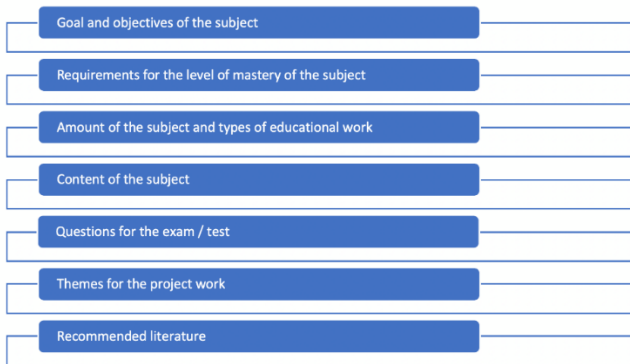 Goal and objectives of the subject
Requirements for the level of mastery of the subject
Amount of the subject and types of educational work
Content of the subject
Questions for the exam / test
Themes for the project work
Recommended literature